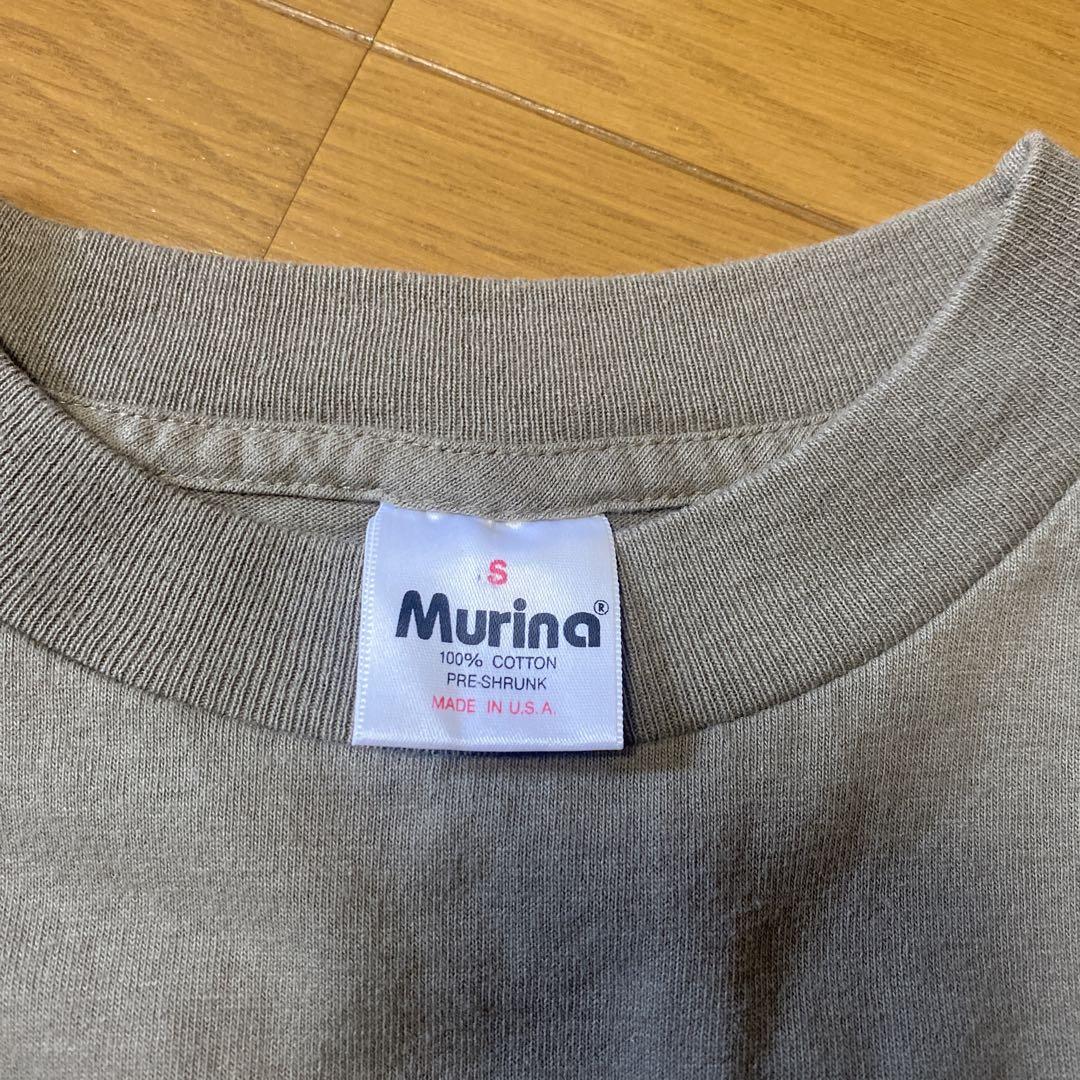 S
Murina®
100% COTTON
PRE-SHRUNK
MADE IN U.S.A.